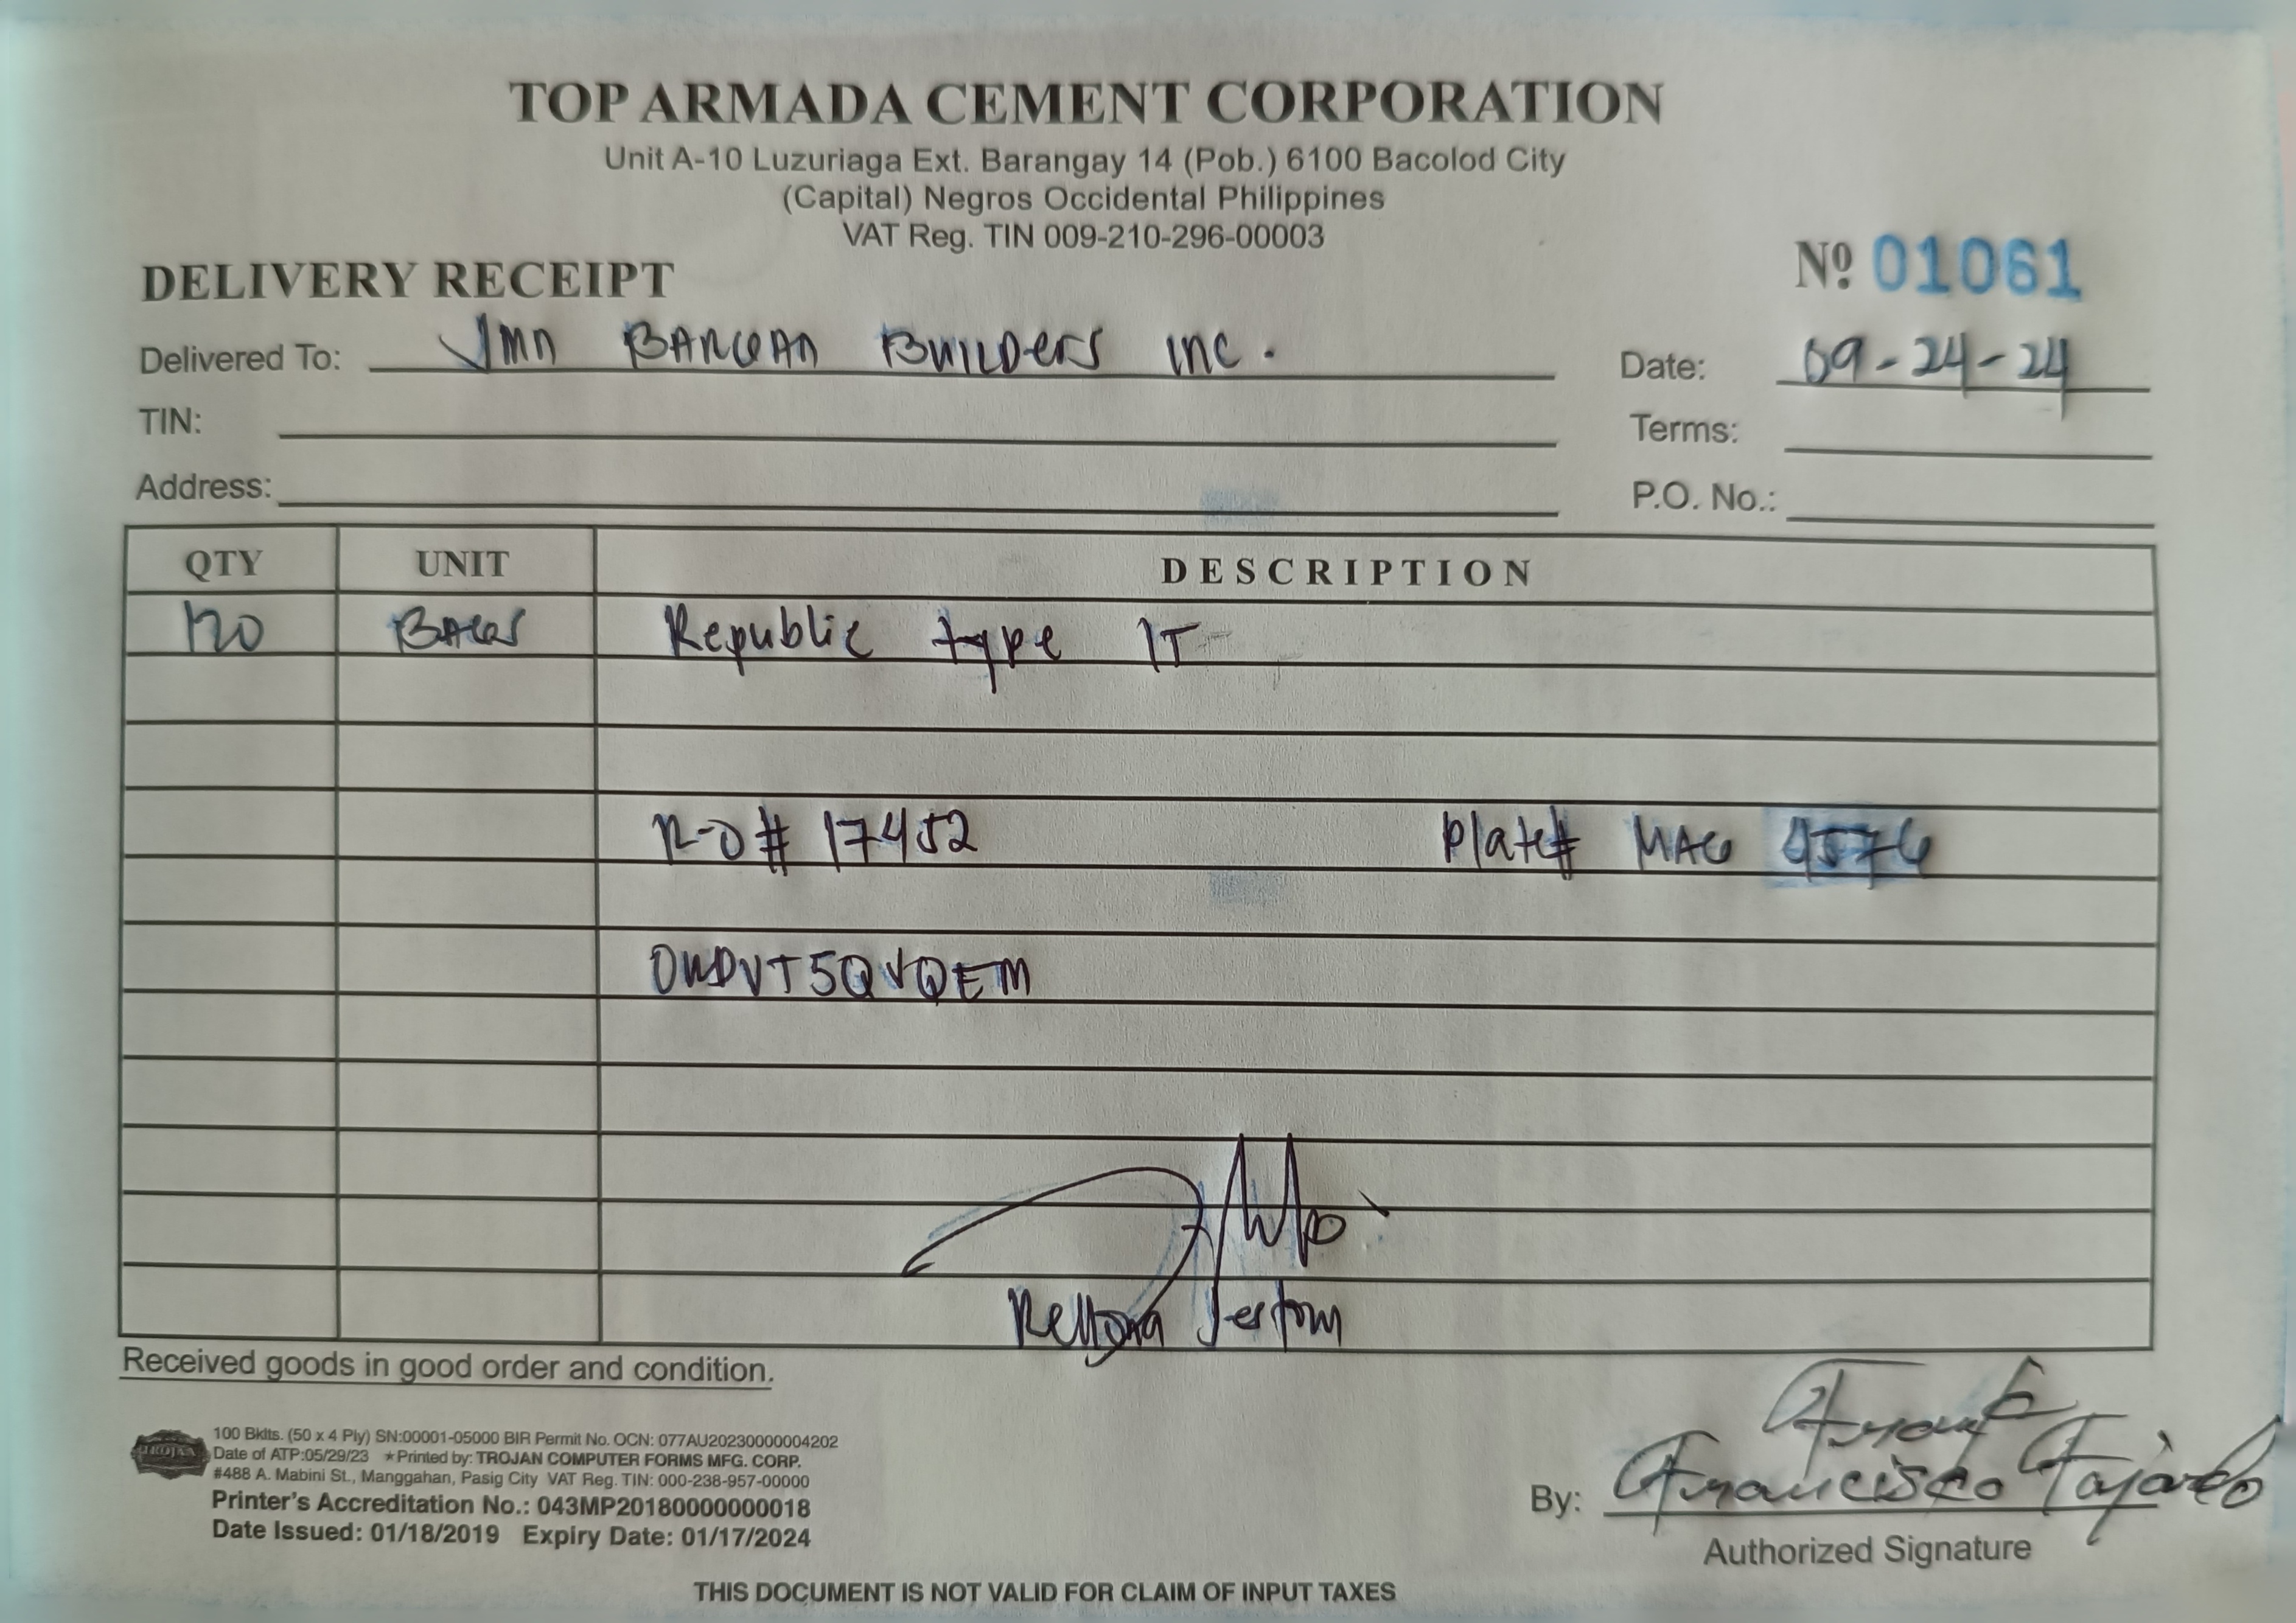 TOP ARMADA CEMENT CORPORATION
Unit A-10 Luzuriaga Ext. Barangay 14 (Pob.) 6100 Bacolod City
(Capital) Negros Occidental Philippines
VAT Reg. TIN 009-210-296-00003
DELIVERY RECEIPT
Nº 01061
Delivered To: Builders Inc.
Date: 09-24-24
TIN:
Terms:
Address:
P.O. No.:
QTY UNIT DESCRIPTION
120 BAGS Republic type 1T
R-O# 17452 Plate# MAG 4576
OWDVT5QVQEM
Received goods in good order and condition.
TROJAN
100 Bklts. (50 x 4 Ply) SN:00001-05000 BIR Permit No. OCN: 077AU20230000004202
Date of ATP:05/29/23 ★Printed by: TROJAN COMPUTER FORMS MFG. CORP.
#488 A. Mabini St., Manggahan, Pasig City VAT Reg. TIN: 000-238-957-00000
Printer's Accreditation No.: 043MP20180000000018
Date Issued: 01/18/2019 Expiry Date: 01/17/2024
By: Francisco Fajardo
Authorized Signature
THIS DOCUMENT IS NOT VALID FOR CLAIM OF INPUT TAXES